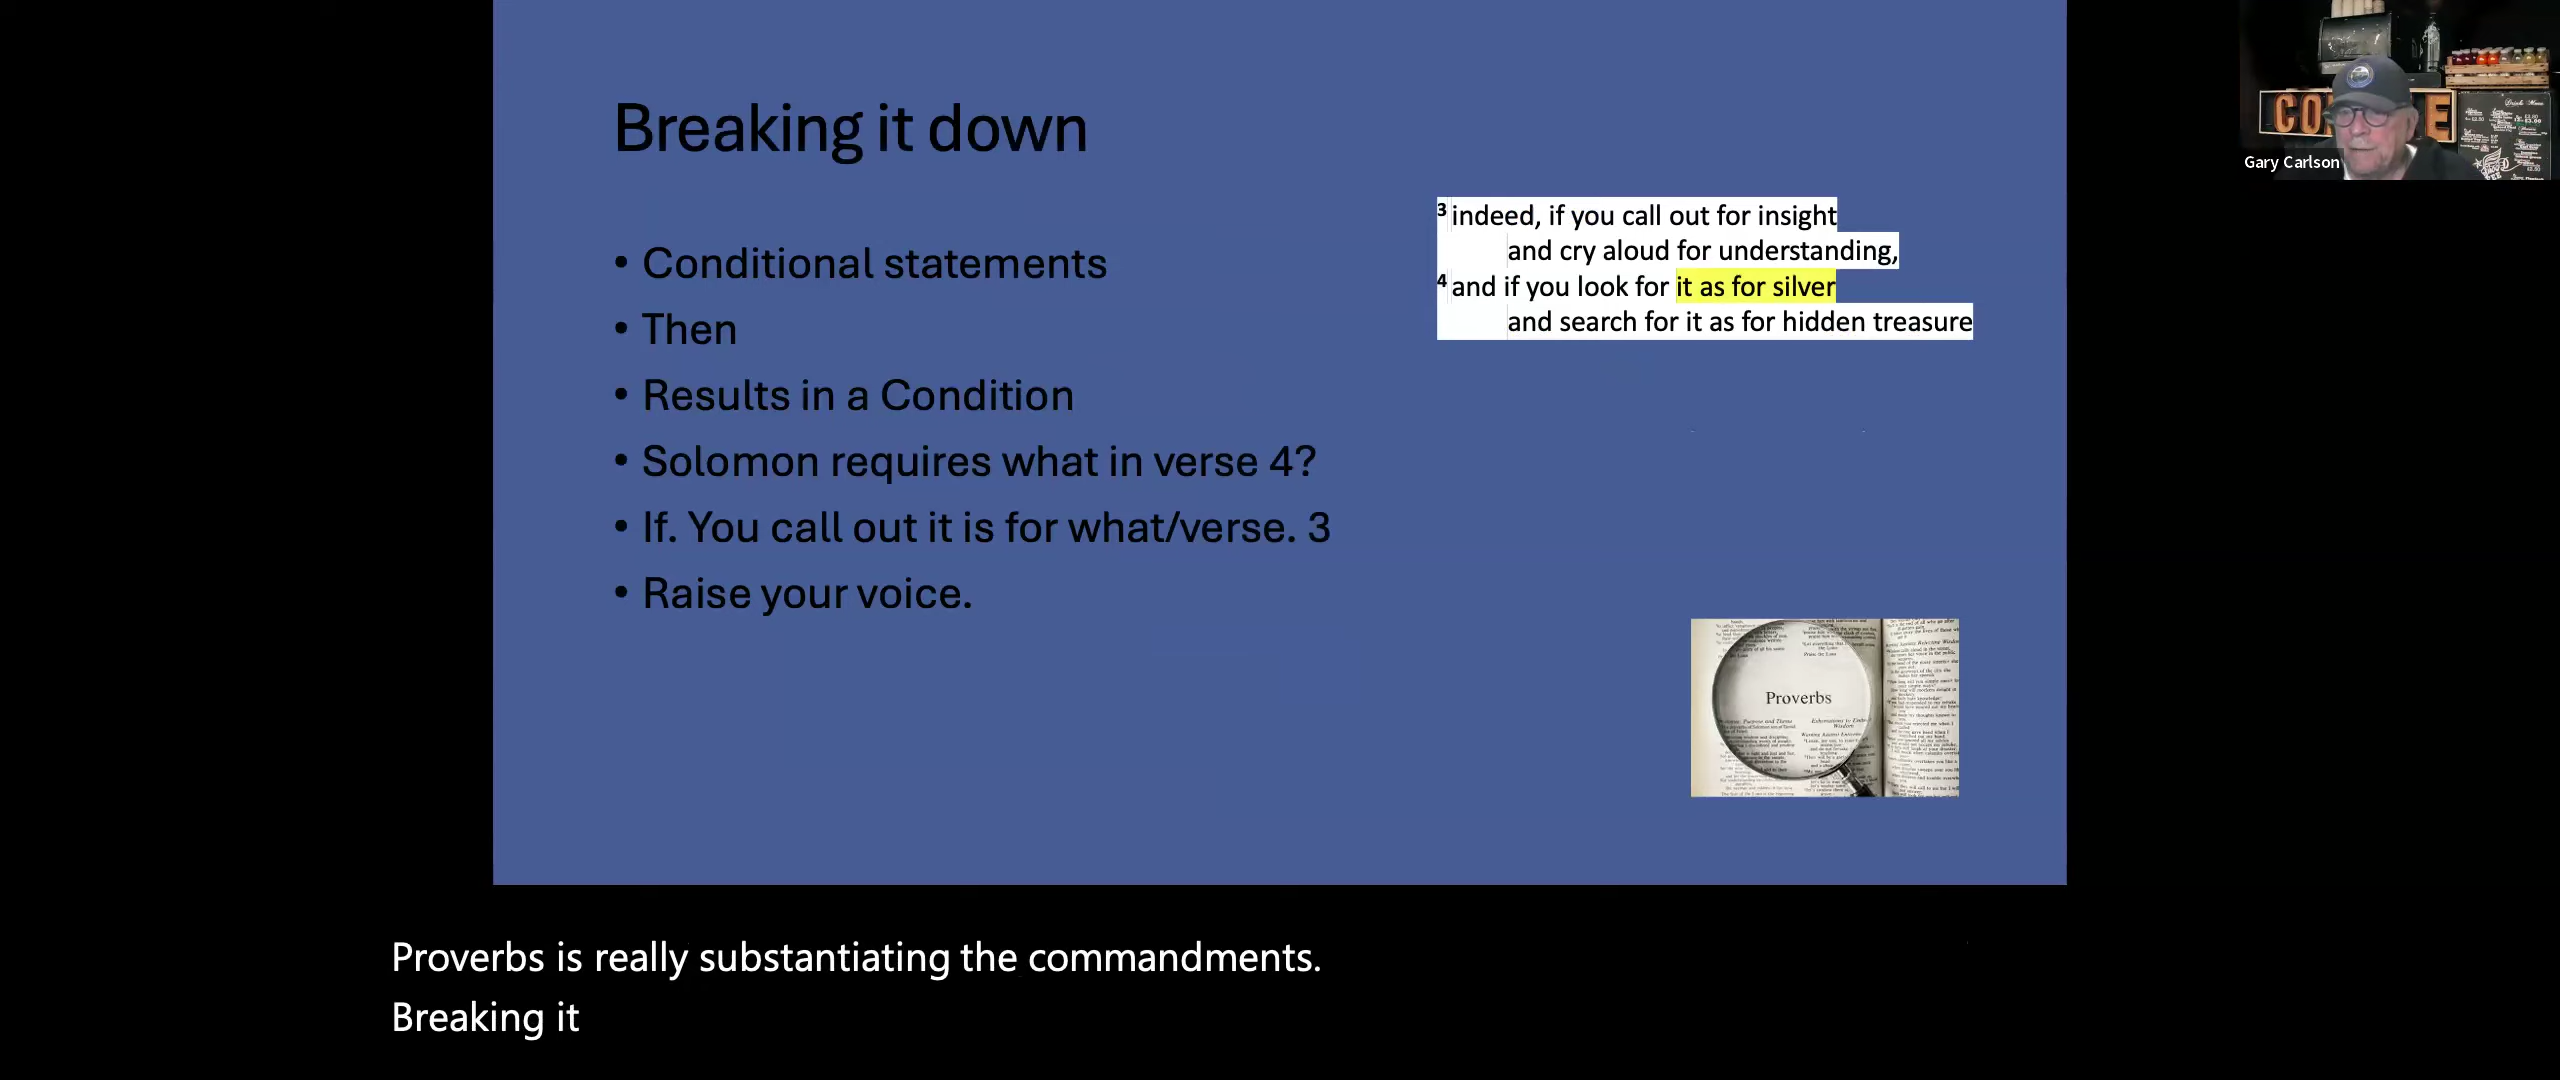 Breaking it down
• Conditional statements
• Then
• Results in a Condition
• Solomon requires what in verse 4?
• If. You call out it is for what/verse. 3
• Raise your voice.
3 indeed, if you call out for insight
and cry aloud for understanding,
4 and if you look for it as for silver
and search for it as for hidden treasure
Proverbs
Gary Carlson
Drinks Menu
Proverbs is really substantiating the commandments.
Breaking it